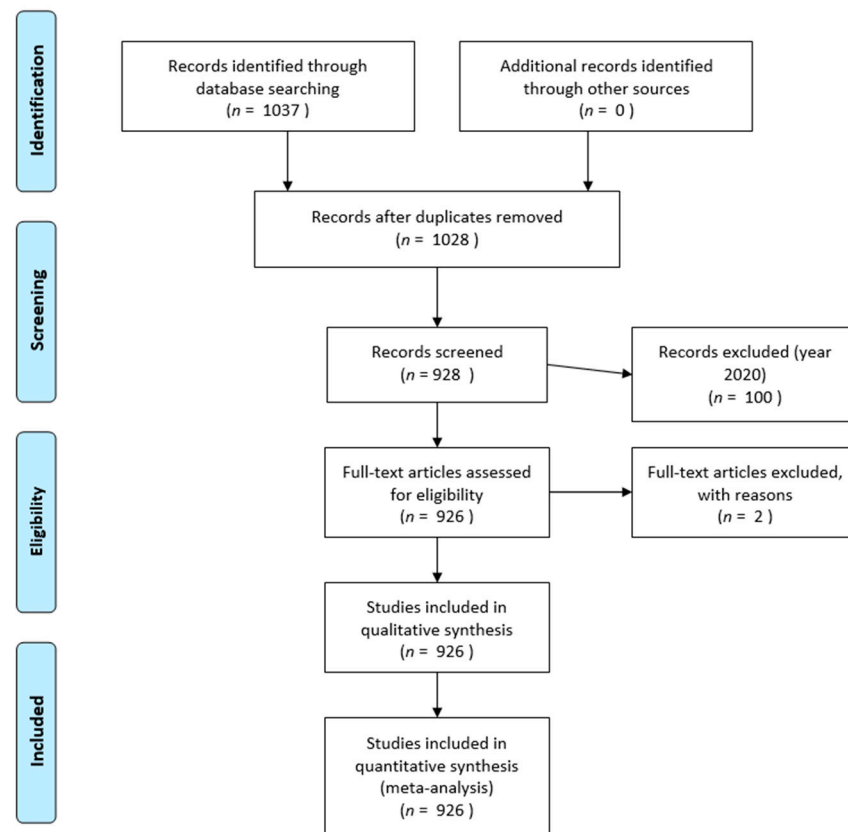 Identification
Records identified through
database searching
(n = 1037 )
Additional records identified
through other sources
(n = 0 )
Records after duplicates removed
(n = 1028 )
Screening
Records screened
(n = 928 )
Records excluded (year
2020)
(n = 100 )
Eligibility
Full-text articles assessed
for eligibility
(n = 926 )
Full-text articles excluded,
with reasons
(n = 2 )
Studies included in
qualitative synthesis
(n = 926 )
Included
Studies included in
quantitative synthesis
(meta-analysis)
(n = 926 )